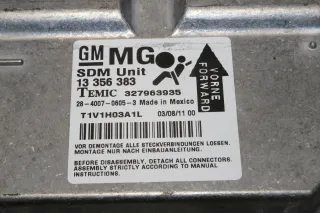 GM MG
SDM Unit
13 356 383
TEMIC 327963935
28-4007-0605-3 Made in Mexico
T1V1H03A1L 03/08/11 00
VORNE
FORWARD
VOR DEMONTAGE ALLE STECKVERBINDUNGEN LOESEN.
MONTAGE NUR NACH EINBAUANLEITUNG.
BEFORE DISASSEMBLY, DETACH ALL CONNECTORS.
ASSEMBLY STRICTLY ACCORDING TO MANUAL
INSTRUCTIONS.